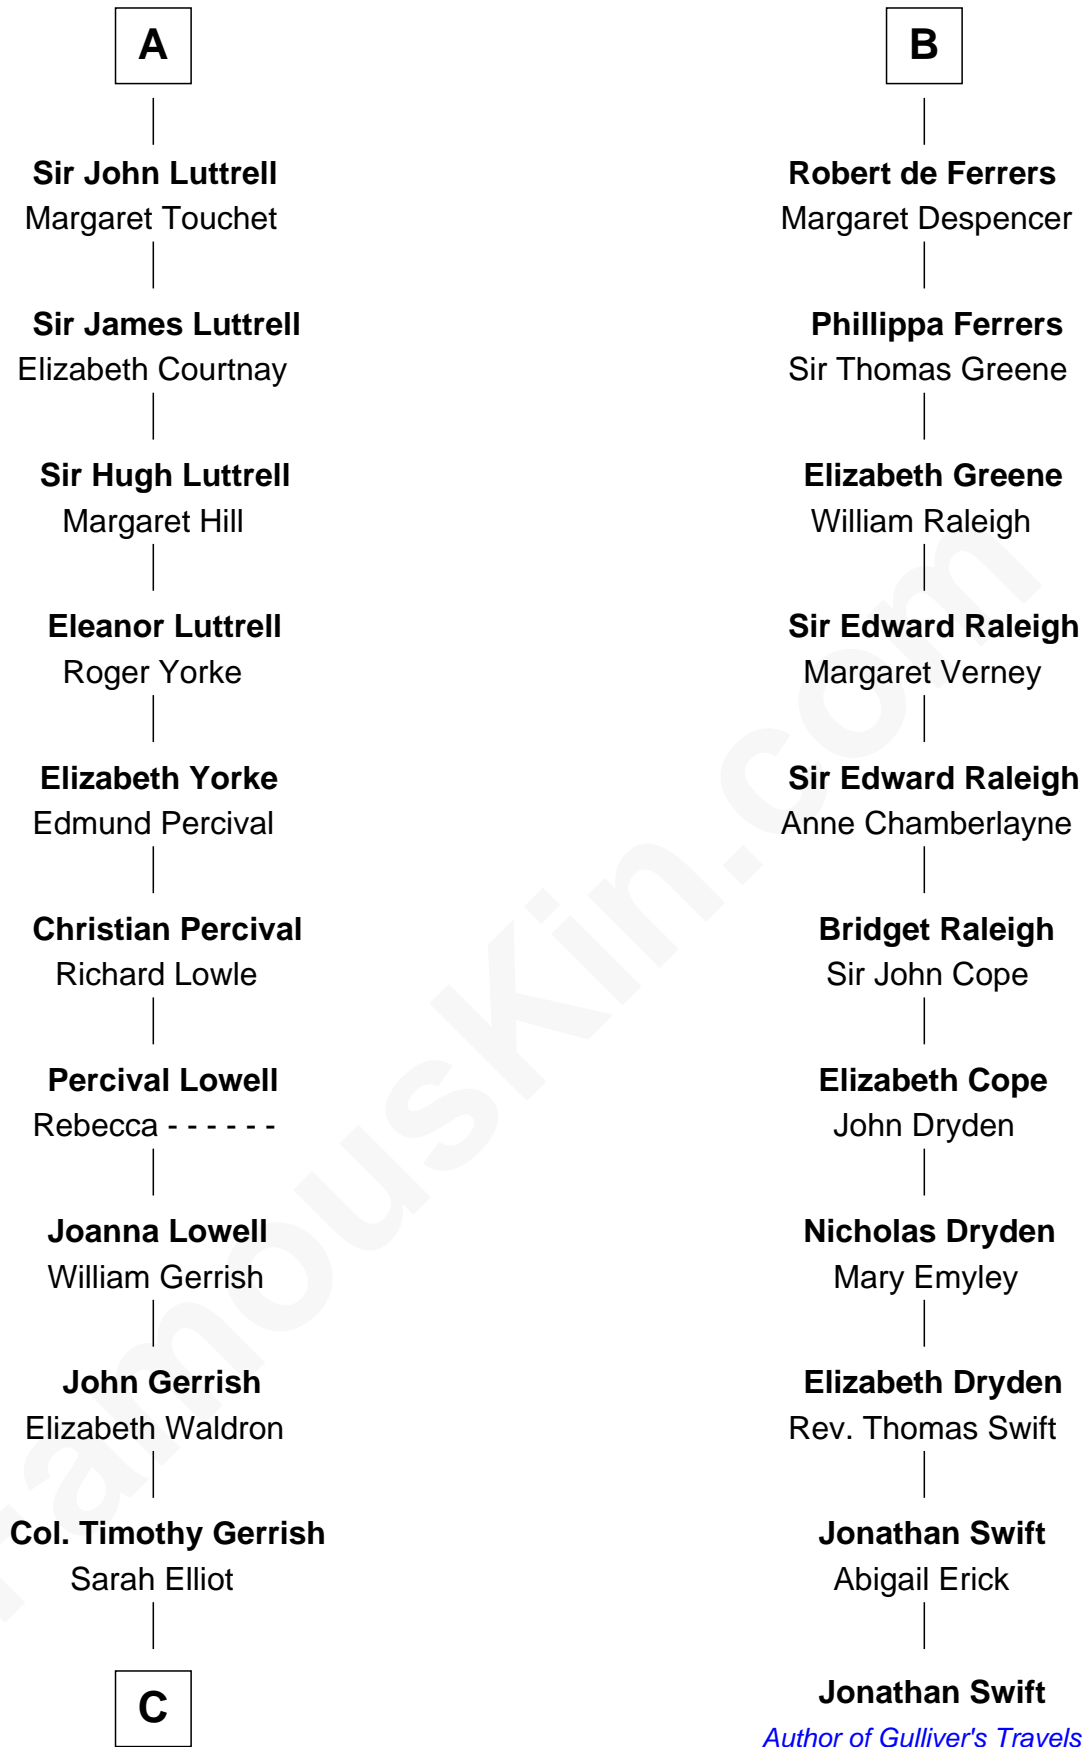 A
Sir John Luttrell
Margaret Touchet
Sir James Luttrell
Elizabeth Courtnay
Sir Hugh Luttrell
Margaret Hill
Eleanor Luttrell
Roger Yorke
Elizabeth Yorke
Edmund Percival
Christian Percival
Richard Lowle
Percival Lowell
Rebecca - - - - - -
Joanna Lowell
William Gerrish
John Gerrish
Elizabeth Waldron
Col. Timothy Gerrish
Sarah Elliot
C
B
Robert de Ferrers
Margaret Despencer
Phillippa Ferrers
Sir Thomas Greene
Elizabeth Greene
William Raleigh
Sir Edward Raleigh
Margaret Verney
Sir Edward Raleigh
Anne Chamberlayne
Bridget Raleigh
Sir John Cope
Elizabeth Cope
John Dryden
Nicholas Dryden
Mary Emyley
Elizabeth Dryden
Rev. Thomas Swift
Jonathan Swift
Abigail Erick
Jonathan Swift
Author of Gulliver's Travels
FamousKin.com